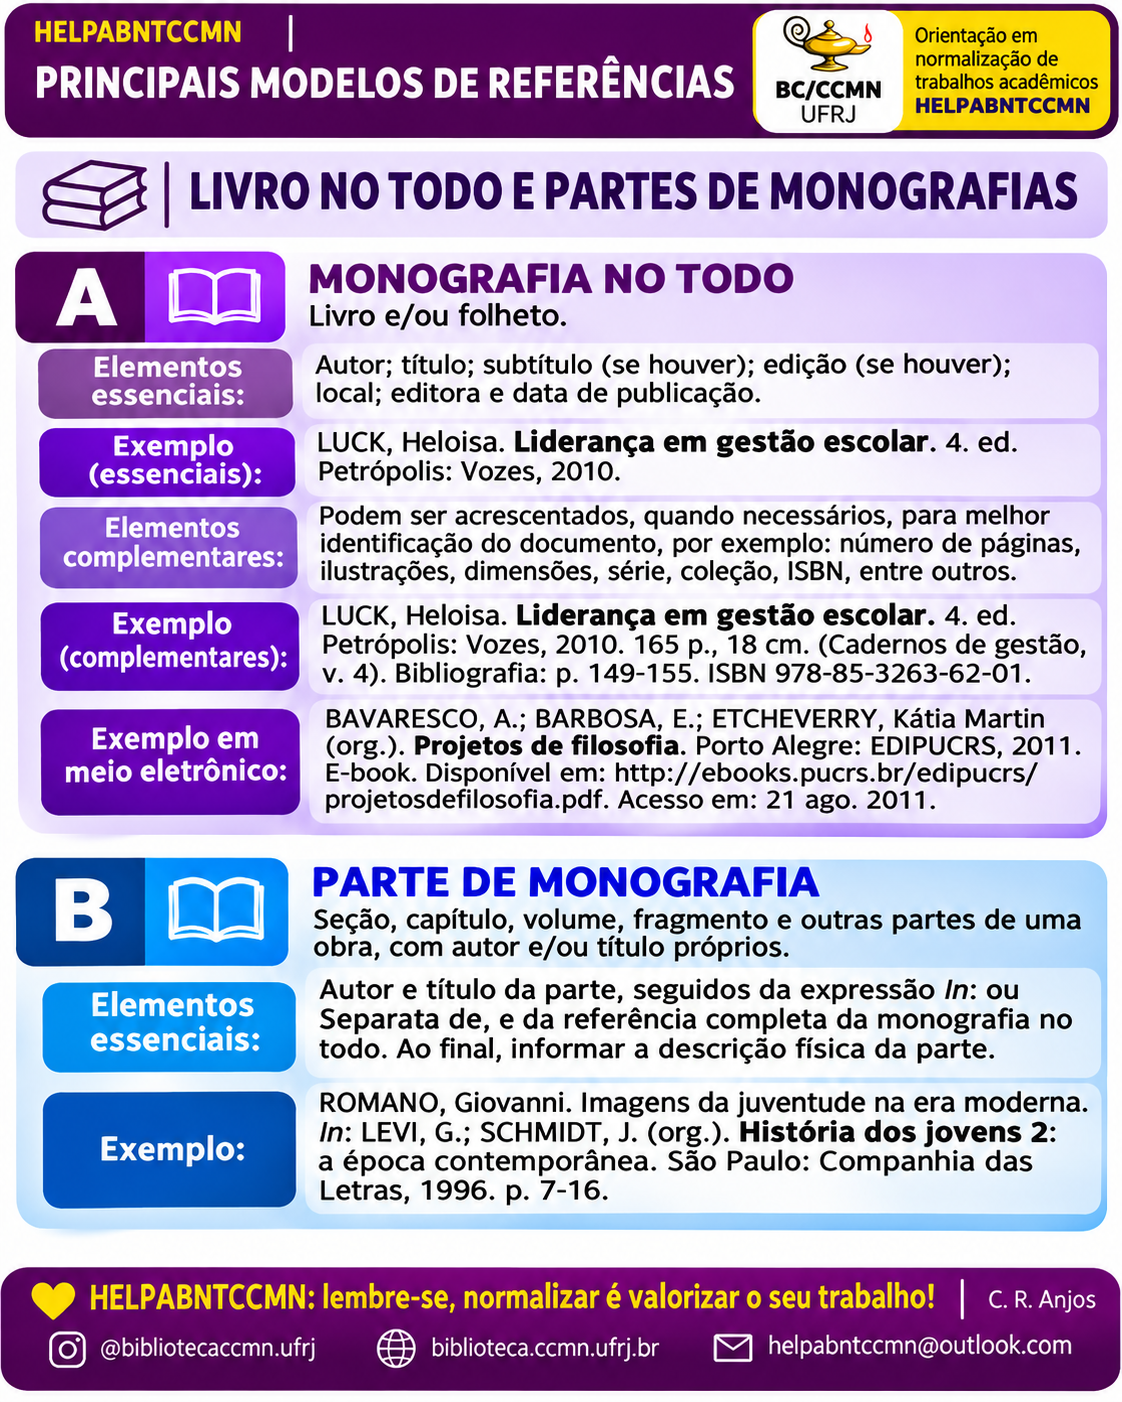 HELPABNTCCMN
PRINCIPAIS MODELOS DE REFERÊNCIAS
BC/CCMN
UFRJ
Orientação em
normalização de
trabalhos acadêmicos
HELPABNTCCMN
LIVRO NO TODO E PARTES DE MONOGRAFIAS
A
MONOGRAFIA NO TODO
Livro e/ou folheto.
Elementos
essenciais:
Autor; título; subtítulo (se houver); edição (se houver);
local; editora e data de publicação.
Exemplo
(essenciais):
LUCK, Heloisa. Liderança em gestão escolar. 4. ed.
Petrópolis: Vozes, 2010.
Elementos
complementares:
Podem ser acrescentados, quando necessários, para melhor
identificação do documento, por exemplo: número de páginas,
ilustrações, dimensões, série, coleção, ISBN, entre outros.
Exemplo
(complementares):
LUCK, Heloisa. Liderança em gestão escolar. 4. ed.
Petrópolis: Vozes, 2010. 165 p., 18 cm. (Cadernos de gestão,
v. 4). Bibliografia: p. 149-155. ISBN 978-85-3263-62-01.
Exemplo em
meio eletrônico:
BAVARESCO, A.; BARBOSA, E.; ETCHEVERRY, Kátia Martin
(org.). Projetos de filosofia. Porto Alegre: EDIPUCRS, 2011.
E-book. Disponível em: http://ebooks.pucrs.br/edipucrs/
projetosdefilosofia.pdf. Acesso em: 21 ago. 2011.
B
PARTE DE MONOGRAFIA
Seção, capítulo, volume, fragmento e outras partes de uma
obra, com autor e/ou título próprios.
Elementos
essenciais:
Autor e título da parte, seguidos da expressão In: ou
Separata de, e da referência completa da monografia no
todo. Ao final, informar a descrição física da parte.
Exemplo:
ROMANO, Giovanni. Imagens da juventude na era moderna.
In: LEVI, G.; SCHMIDT, J. (org.). História dos jovens 2:
a época contemporânea. São Paulo: Companhia das
Letras, 1996. p. 7-16.
HELPABNTCCMN: lembre-se, normalizar é valorizar o seu trabalho!
C. R. Anjos
@bibliotecaccmn.ufrj
biblioteca.ccmn.ufrj.br
helpabntccmn@outlook.com